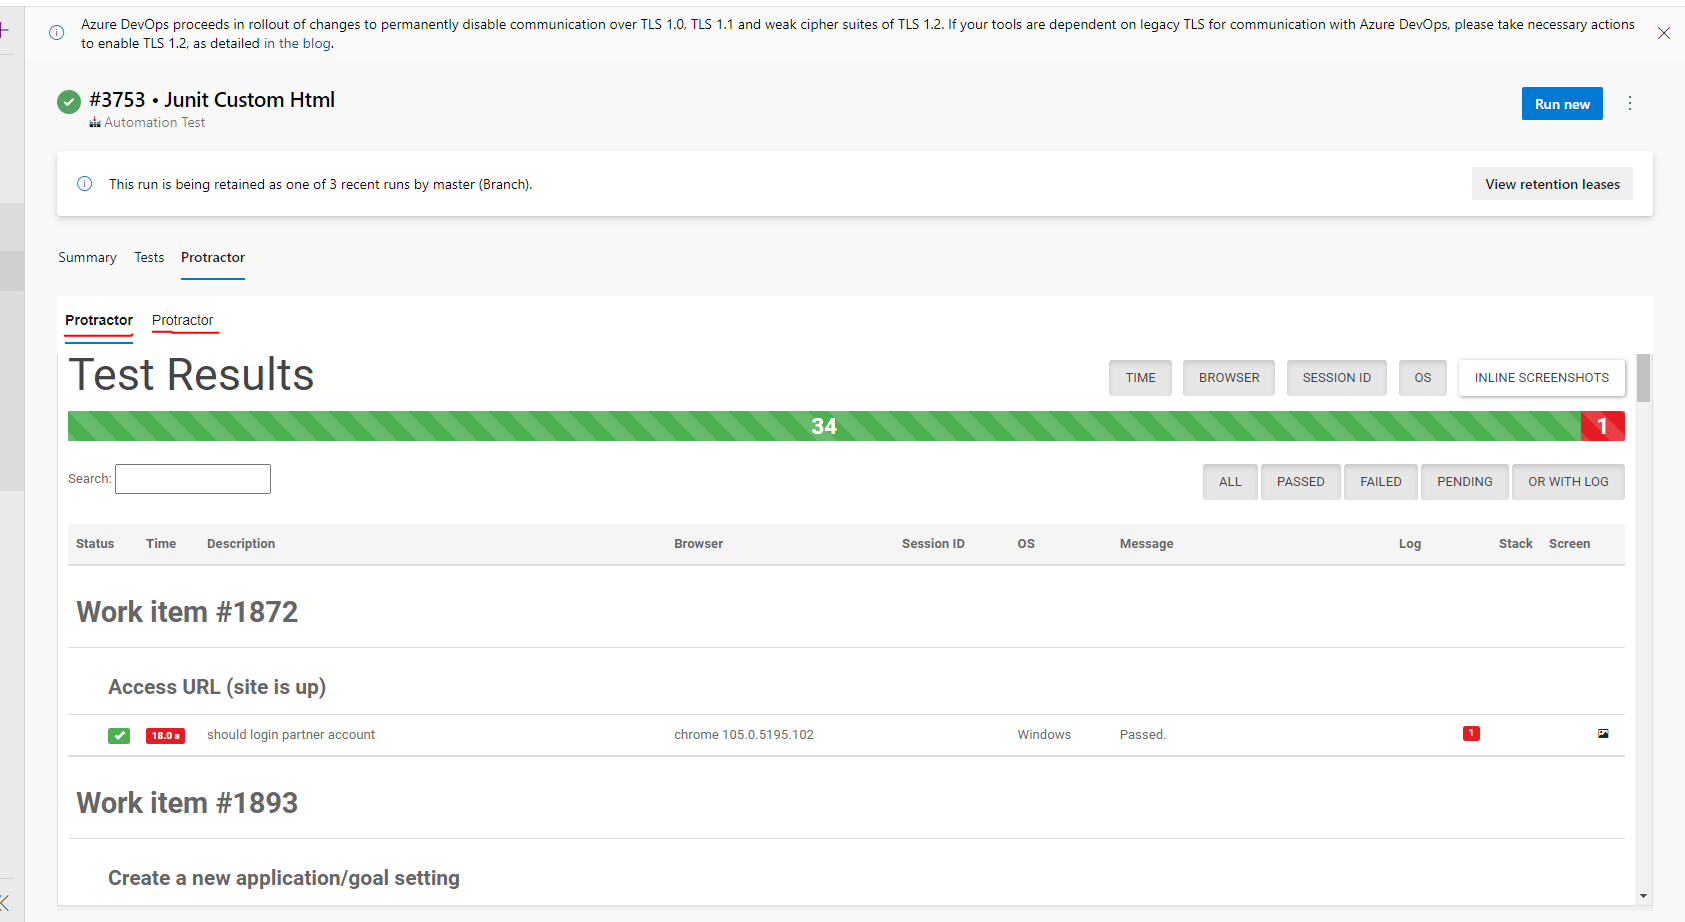 Azure DevOps proceeds in rollout of changes to permanently disable communication over TLS 1.0, TLS 1.1 and weak cipher suites of TLS 1.2. If your tools are dependent on legacy TLS for communication with Azure DevOps, please take necessary actions
to enable TLS 1.2, as detailed in the blog.
#3753 • Junit Custom Html
Run new
Automation Test
This run is being retained as one of 3 recent runs by master (Branch).
View retention leases
Summary Tests Protractor
Protractor Protractor
Test Results
TIME BROWSER SESSION ID OS INLINE SCREENSHOTS
34 1
Search:
ALL PASSED FAILED PENDING OR WITH LOG
Status Time Description Browser Session ID OS Message Log Stack Screen
Work item #1872
Access URL (site is up)
18.0 s should login partner account chrome 105.0.5195.102 Windows Passed. 1
Work item #1893
Create a new application/goal setting